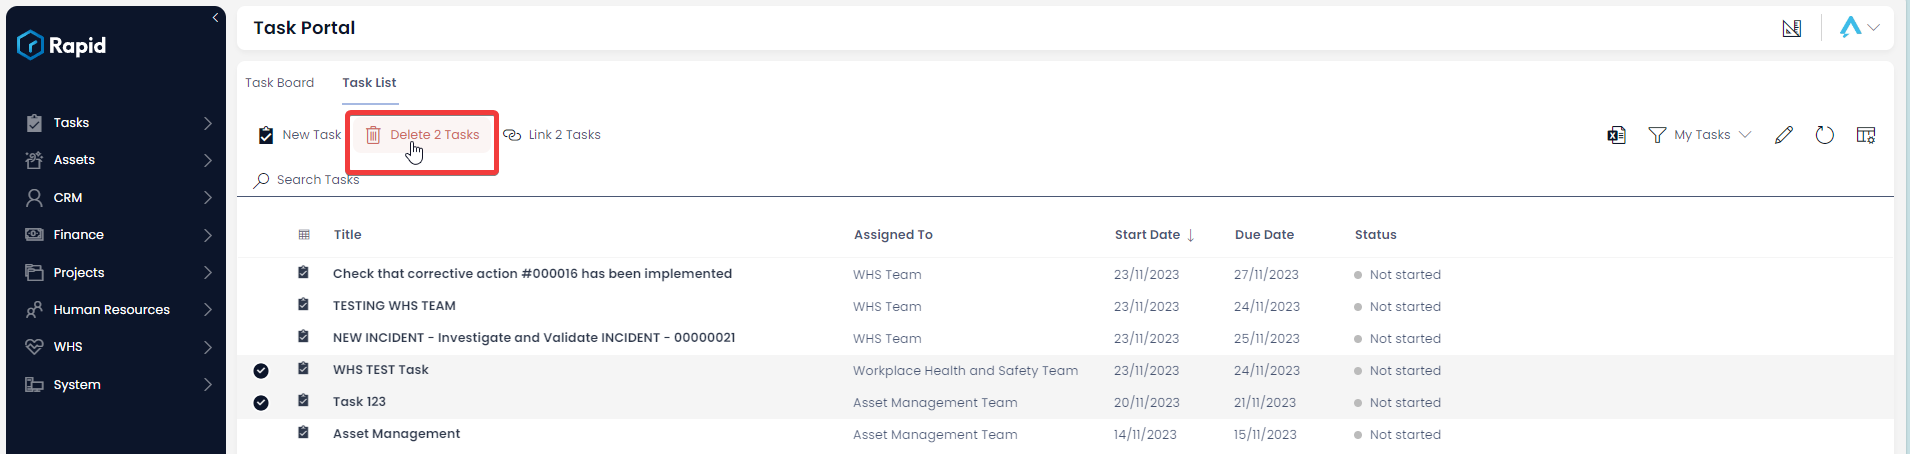 Rapid
Tasks
Assets
CRM
Finance
Projects
Human Resources
WHS
System
Task Portal
Task Board Task List
New Task Delete 2 Tasks Link 2 Tasks My Tasks
Search Tasks
Title Assigned To Start Date Due Date Status
Check that corrective action #000016 has been implemented WHS Team 23/11/2023 27/11/2023 Not started
TESTING WHS TEAM WHS Team 23/11/2023 24/11/2023 Not started
NEW INCIDENT - Investigate and Validate INCIDENT - 00000021 WHS Team 23/11/2023 25/11/2023 Not started
WHS TEST Task Workplace Health and Safety Team 23/11/2023 24/11/2023 Not started
Task 123 Asset Management Team 20/11/2023 21/11/2023 Not started
Asset Management Asset Management Team 14/11/2023 15/11/2023 Not started